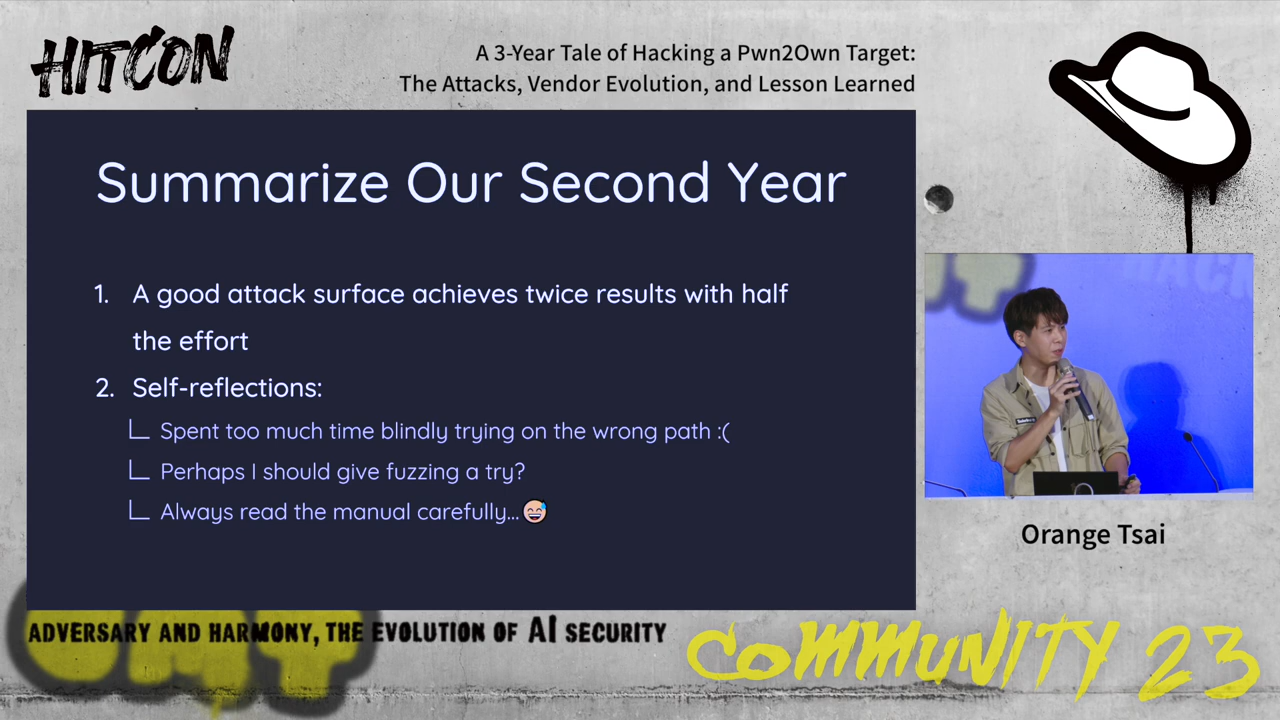 HITCON
A 3-Year Tale of Hacking a Pwn2Own Target:
The Attacks, Vendor Evolution, and Lesson Learned
Summarize Our Second Year
1. A good attack surface achieves twice results with half
the effort
2. Self-reflections:
Spent too much time blindly trying on the wrong path :(
Perhaps I should give fuzzing a try?
Always read the manual carefully...😅
Orange Tsai
ADVERSARY AND HARMONY, THE EVOLUTION OF AI SECURITY
COMMUNITY 23